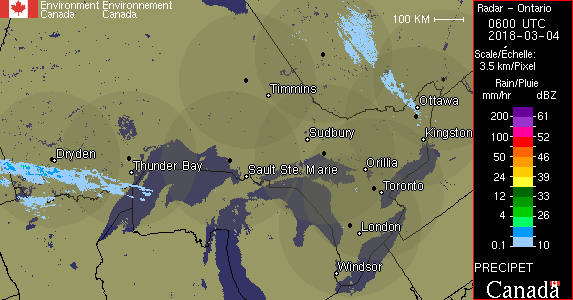 Environment Environnement
Canada Canada
100 KM
Timmins
Ottawa
Sudbury
Kingston
Dryden
Thunder Bay
Sault Ste. Marie
Orillia
Toronto
London
Windsor
Radar - Ontario
0600 UTC
2018-03-04
Scale/Échelle:
3.5 km/Pixel
Rain/Pluie
mm/hr dBZ
200 61
100 52
50 46
24 39
12 33
4 26
0.1 10
PRECIPET
Canada